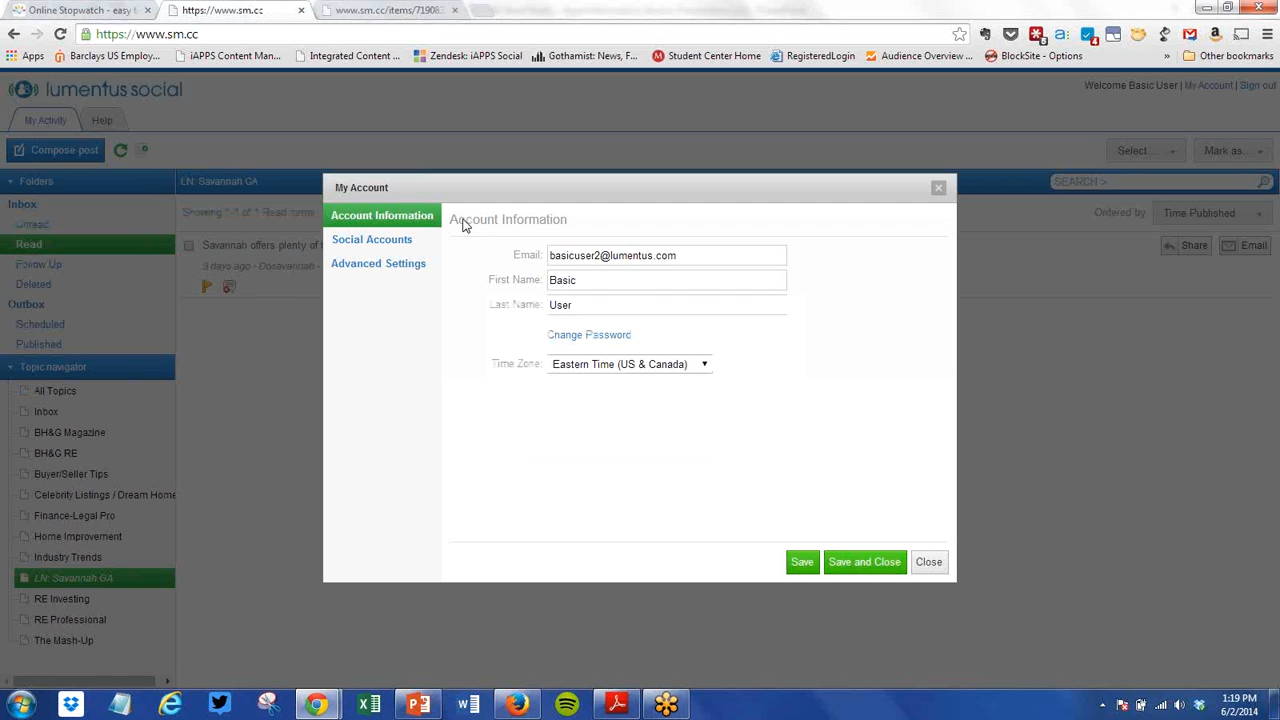 Online Stopwatch - easy t
https://www.sm.cc
www.sm.cc/items/71908
https://www.sm.cc
Apps
Barclays US Employ...
iAPPS Content Man...
Integrated Content ...
Zendesk: iAPPS Social
Gothamist: News, F...
Student Center Home
RegisteredLogin
Audience Overview ...
BlockSite - Options
»
Other bookmarks
lumentus social
Welcome Basic User | My Account | Sign out
My Activity
Help
Compose post
Select...
Mark as...
Folders
LN: Savannah GA
SEARCH >
Inbox
Unread
Read
Follow Up
Deleted
Outbox
Scheduled
Published
Showing 1-1 of 1 Read items
Ordered by
Time Published
Savannah offers plenty of
3 days ago - Dosavannah -
Share
Email
Topic navigator
All Topics
Inbox
BH&G Magazine
BH&G RE
Buyer/Seller Tips
Celebrity Listings / Dream Home
Finance-Legal Pro
Home Improvement
Industry Trends
LN: Savannah GA
RE Investing
RE Professional
The Mash-Up
My Account
Account Information
Social Accounts
Advanced Settings
Account Information
Email: basicuser2@lumentus.com
First Name: Basic
Last Name: User
Change Password
Time Zone: Eastern Time (US & Canada)
Save
Save and Close
Close
1:19 PM
6/2/2014